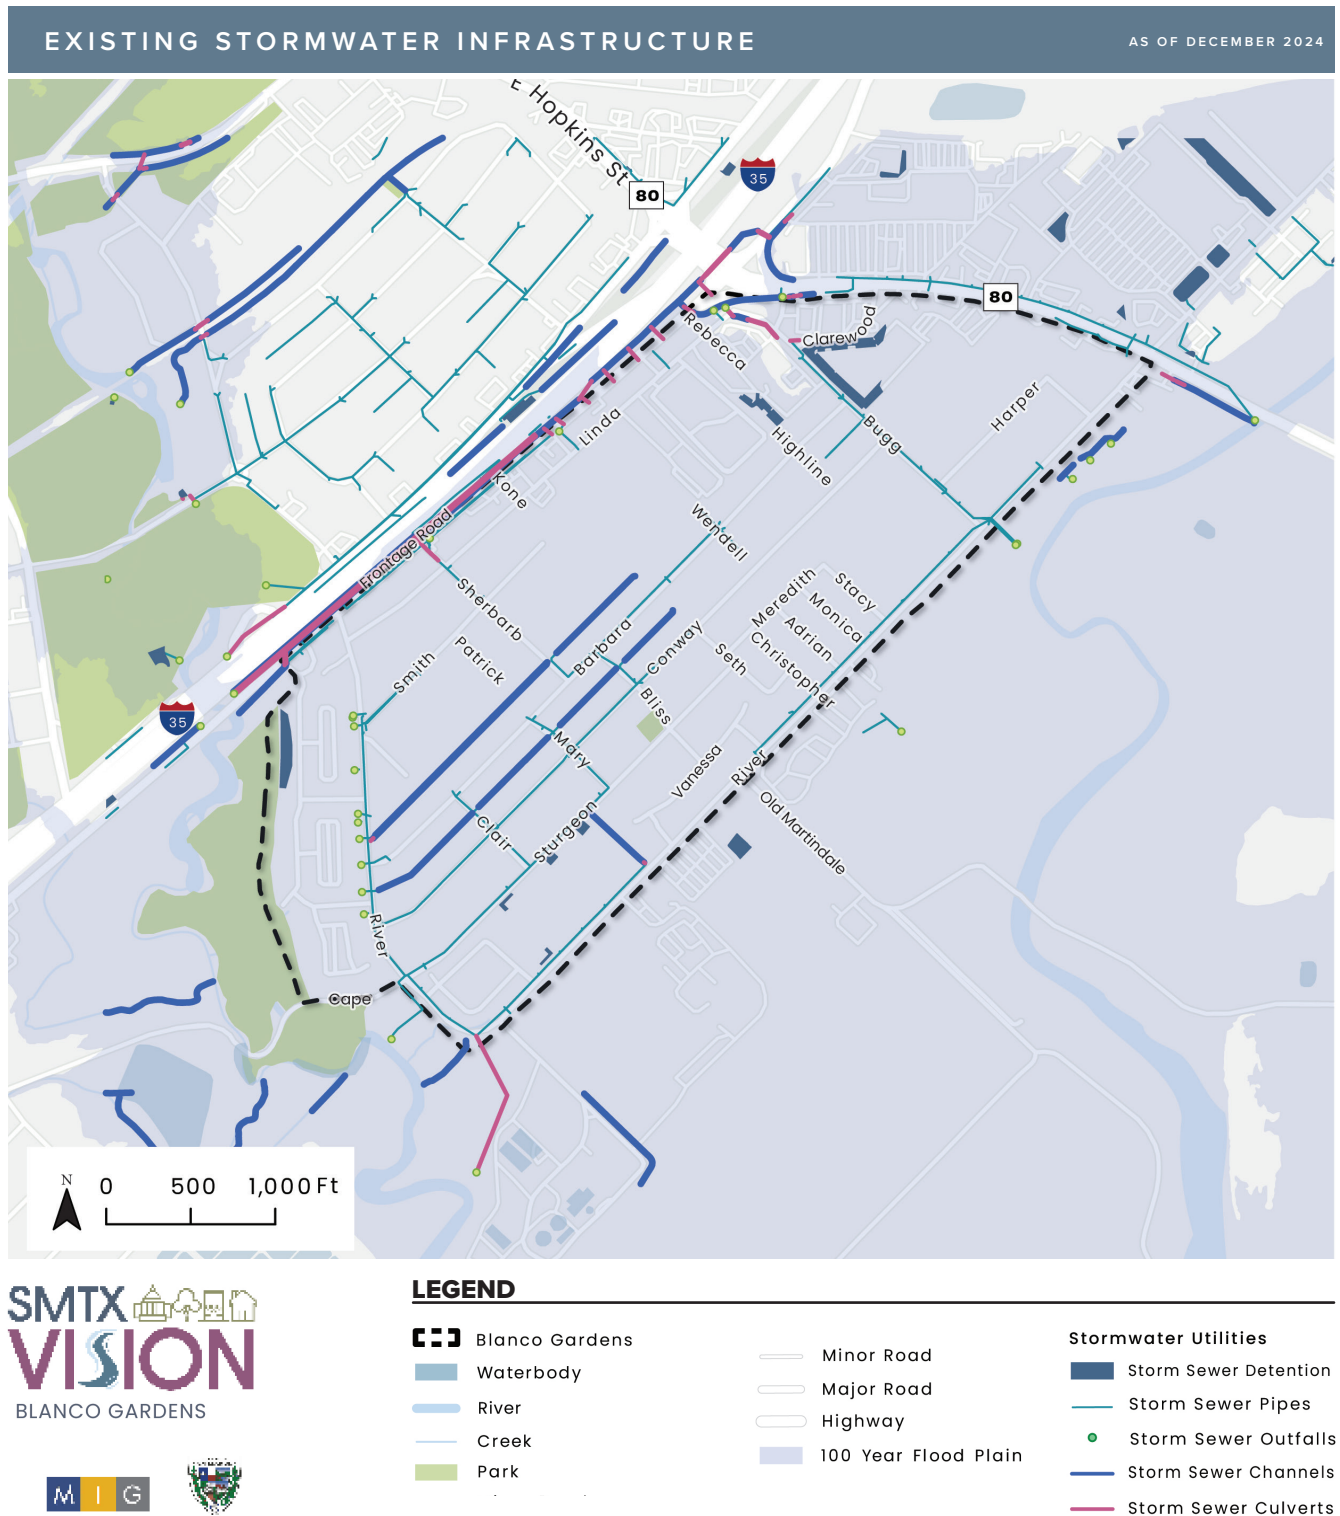 EXISTING STORMWATER INFRASTRUCTURE
AS OF DECEMBER 2024
E Hopkins St
80
35
80
Rebecca
Clarewood
Harper
Linda
Highline
Bugg
Kone
Wendell
Frontage Road
Sherbarb
Meredith
Stacy
Monica
Adrian
Christopher
Barbara
Conway
Seth
Patrick
Smith
Bliss
35
Mary
Vanessa
River
Old Martindale
Clair
Sturgeon
River
Cape
N
0 500 1,000 Ft
SMTX
VISION
BLANCO GARDENS
M I G
LEGEND
Blanco Gardens
Waterbody
River
Creek
Park
Minor Road
Major Road
Highway
100 Year Flood Plain
Stormwater Utilities
Storm Sewer Detention
Storm Sewer Pipes
Storm Sewer Outfalls
Storm Sewer Channels
Storm Sewer Culverts